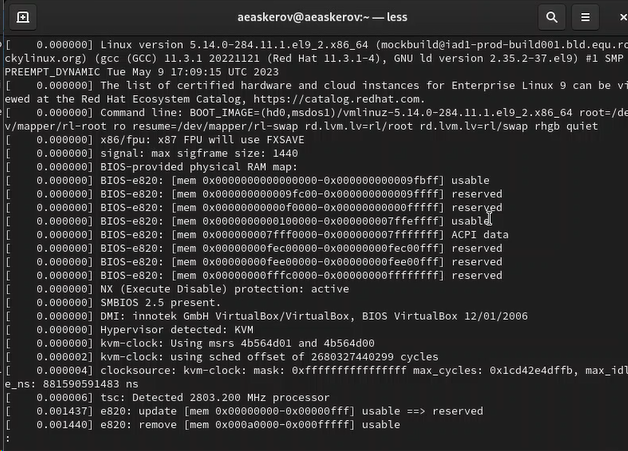 aeaskerov@aeaskerov:~ — less
[    0.000000] Linux version 5.14.0-284.11.1.el9_2.x86_64 (mockbuild@iad1-prod-build001.bld.equ.ro
ckylinux.org) (gcc (GCC) 11.3.1 20221121 (Red Hat 11.3.1-4), GNU ld version 2.35.2-37.el9) #1 SMP
PREEMPT_DYNAMIC Tue May 9 17:09:15 UTC 2023
[    0.000000] The list of certified hardware and cloud instances for Enterprise Linux 9 can be vi
ewed at the Red Hat Ecosystem Catalog, https://catalog.redhat.com.
[    0.000000] Command line: BOOT_IMAGE=(hd0,msdos1)/vmlinuz-5.14.0-284.11.1.el9_2.x86_64 root=/de
v/mapper/rl-root ro resume=/dev/mapper/rl-swap rd.lvm.lv=rl/root rd.lvm.lv=rl/swap rhgb quiet
[    0.000000] x86/fpu: x87 FPU will use FXSAVE
[    0.000000] signal: max sigframe size: 1440
[    0.000000] BIOS-provided physical RAM map:
[    0.000000] BIOS-e820: [mem 0x0000000000000000-0x000000000009fbff] usable
[    0.000000] BIOS-e820: [mem 0x000000000009fc00-0x000000000009ffff] reserved
[    0.000000] BIOS-e820: [mem 0x00000000000f0000-0x00000000000fffff] reserved
[    0.000000] BIOS-e820: [mem 0x0000000000100000-0x000000007ffeffff] usable
[    0.000000] BIOS-e820: [mem 0x000000007fff0000-0x000000007fffffff] ACPI data
[    0.000000] BIOS-e820: [mem 0x00000000fec00000-0x00000000fec00fff] reserved
[    0.000000] BIOS-e820: [mem 0x00000000fee00000-0x00000000fee00fff] reserved
[    0.000000] BIOS-e820: [mem 0x00000000fffc0000-0x00000000ffffffff] reserved
[    0.000000] NX (Execute Disable) protection: active
[    0.000000] SMBIOS 2.5 present.
[    0.000000] DMI: innotek GmbH VirtualBox/VirtualBox, BIOS VirtualBox 12/01/2006
[    0.000000] Hypervisor detected: KVM
[    0.000000] kvm-clock: Using msrs 4b564d01 and 4b564d00
[    0.000002] kvm-clock: using sched offset of 2680327440299 cycles
[    0.000004] clocksource: kvm-clock: mask: 0xffffffffffffffff max_cycles: 0x1cd42e4dffb, max_idl
e_ns: 881590591483 ns
[    0.000006] tsc: Detected 2803.200 MHz processor
[    0.001437] e820: update [mem 0x00000000-0x00000fff] usable ==> reserved
[    0.001440] e820: remove [mem 0x000a0000-0x000fffff] usable
: